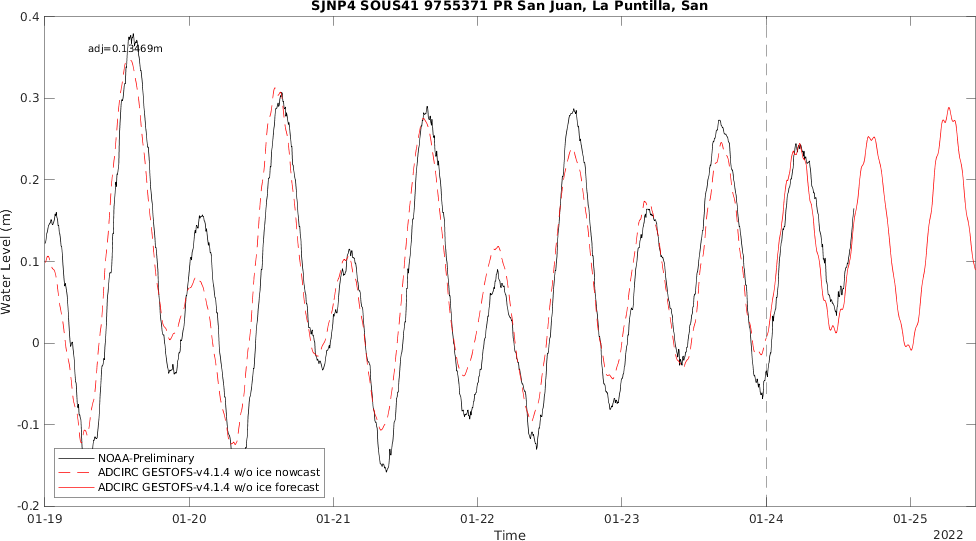 SJNP4 SOUS41 9755371 PR San Juan, La Puntilla, San
0.4
adj=0.13469m
0.3
0.2
0.1
0
-0.1
-0.2
Water Level (m)
NOAA-Preliminary
ADCIRC GESTOFS-v4.1.4 w/o ice nowcast
ADCIRC GESTOFS-v4.1.4 w/o ice forecast
01-19 01-20 01-21 01-22 01-23 01-24 01-25
Time
2022